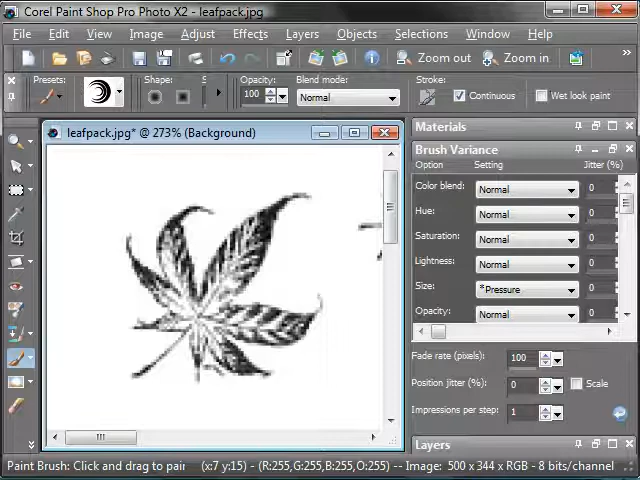 Corel Paint Shop Pro Photo X2 - leafpack.jpg
File Edit View Image Adjust Effects Layers Objects Selections Window Help
Zoom out Zoom in
Presets: Shape: S Opacity: Blend mode: Stroke:
100 Normal Continuous Wet look paint
leafpack.jpg* @ 273% (Background)
Materials
Brush Variance
Option Setting Jitter (%)
Color blend: Normal 0
Hue: Normal 0
Saturation: Normal 0
Lightness: Normal 0
Size: *Pressure 0
Opacity: Normal 0
Fade rate (pixels): 100
Position jitter (%): 0 Scale
Impressions per step: 1
Layers
Paint Brush: Click and drag to pair (x:7 y:15) -- (R:255,G:255,B:255,O:255) -- Image: 500 x 344 x RGB - 8 bits/channel